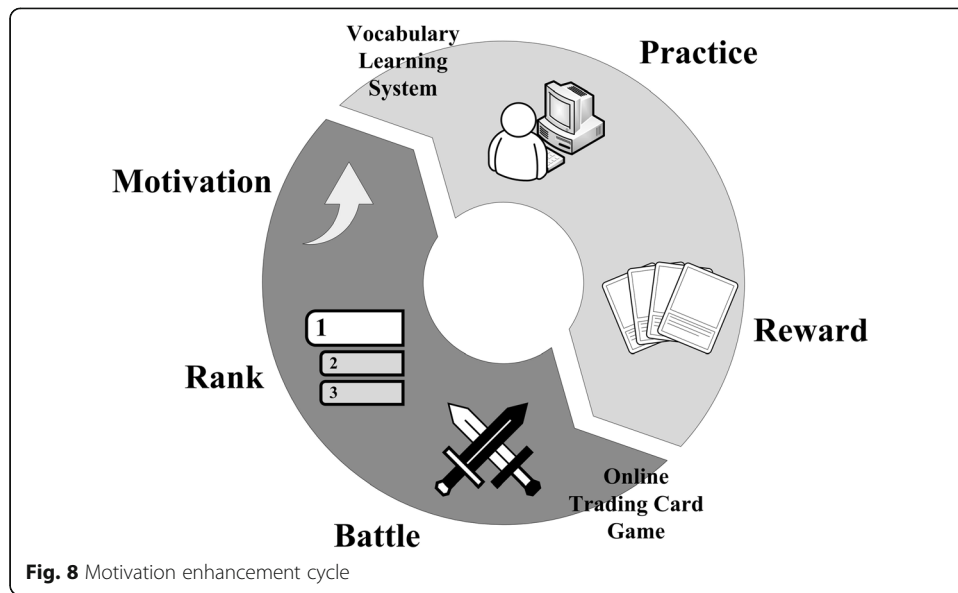 Vocabulary
Learning
System
Practice
Motivation
Reward
Rank
1
2
3
Battle
Online
Trading Card
Game
Fig. 8 Motivation enhancement cycle